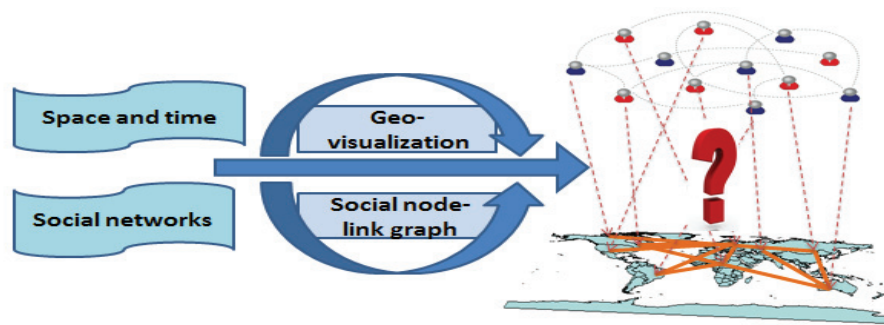 Space and time
Social networks
Geo-
visualization
Social node-
link graph
?